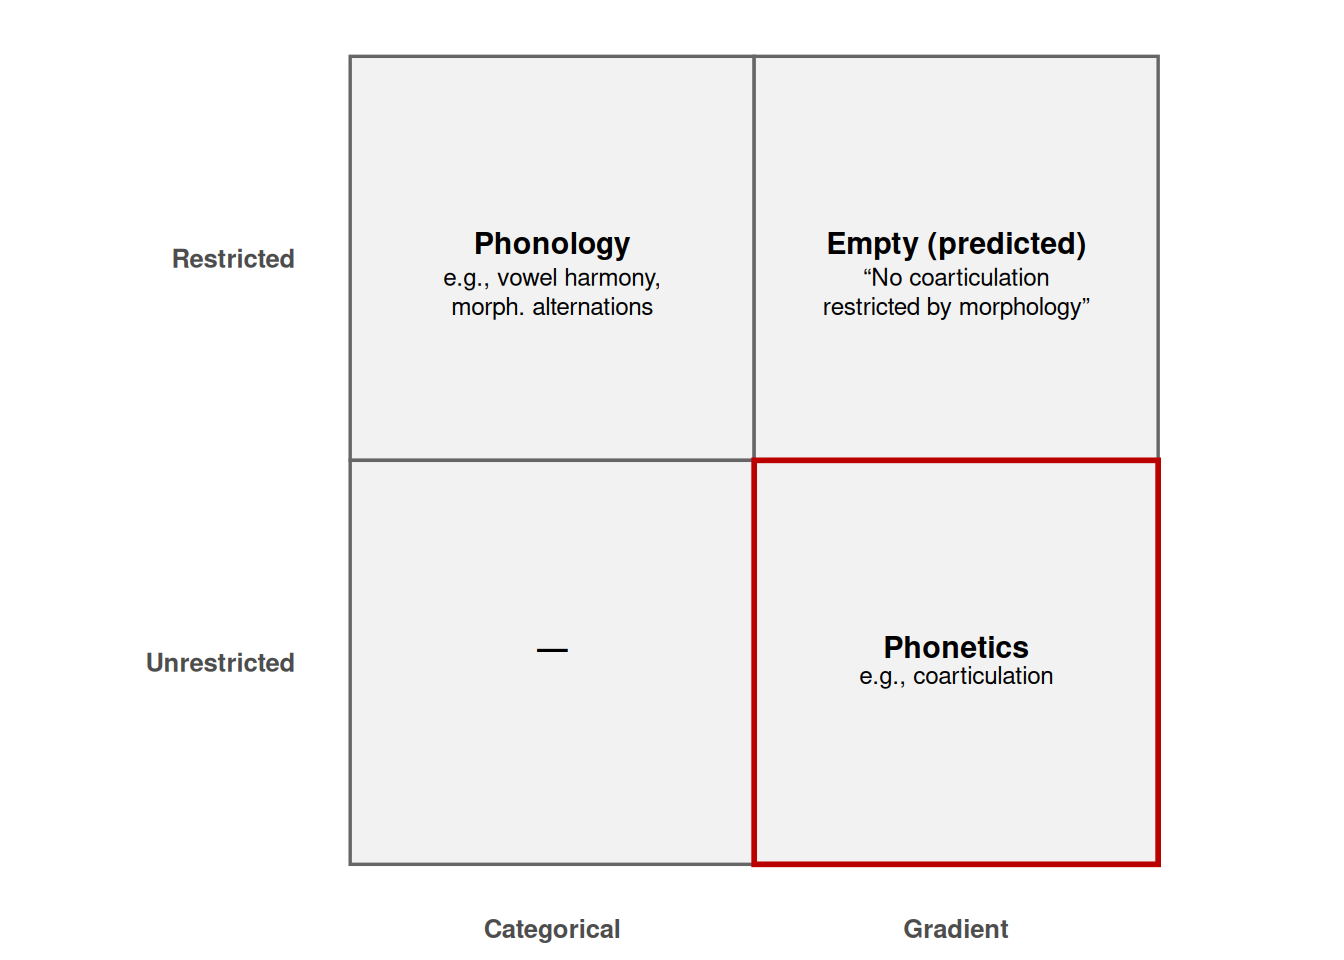 Phonology
e.g., vowel harmony,
morph. alternations
Empty (predicted)
“No coarticulation
restricted by morphology”
Restricted
—
Phonetics
e.g., coarticulation
Unrestricted
Categorical
Gradient